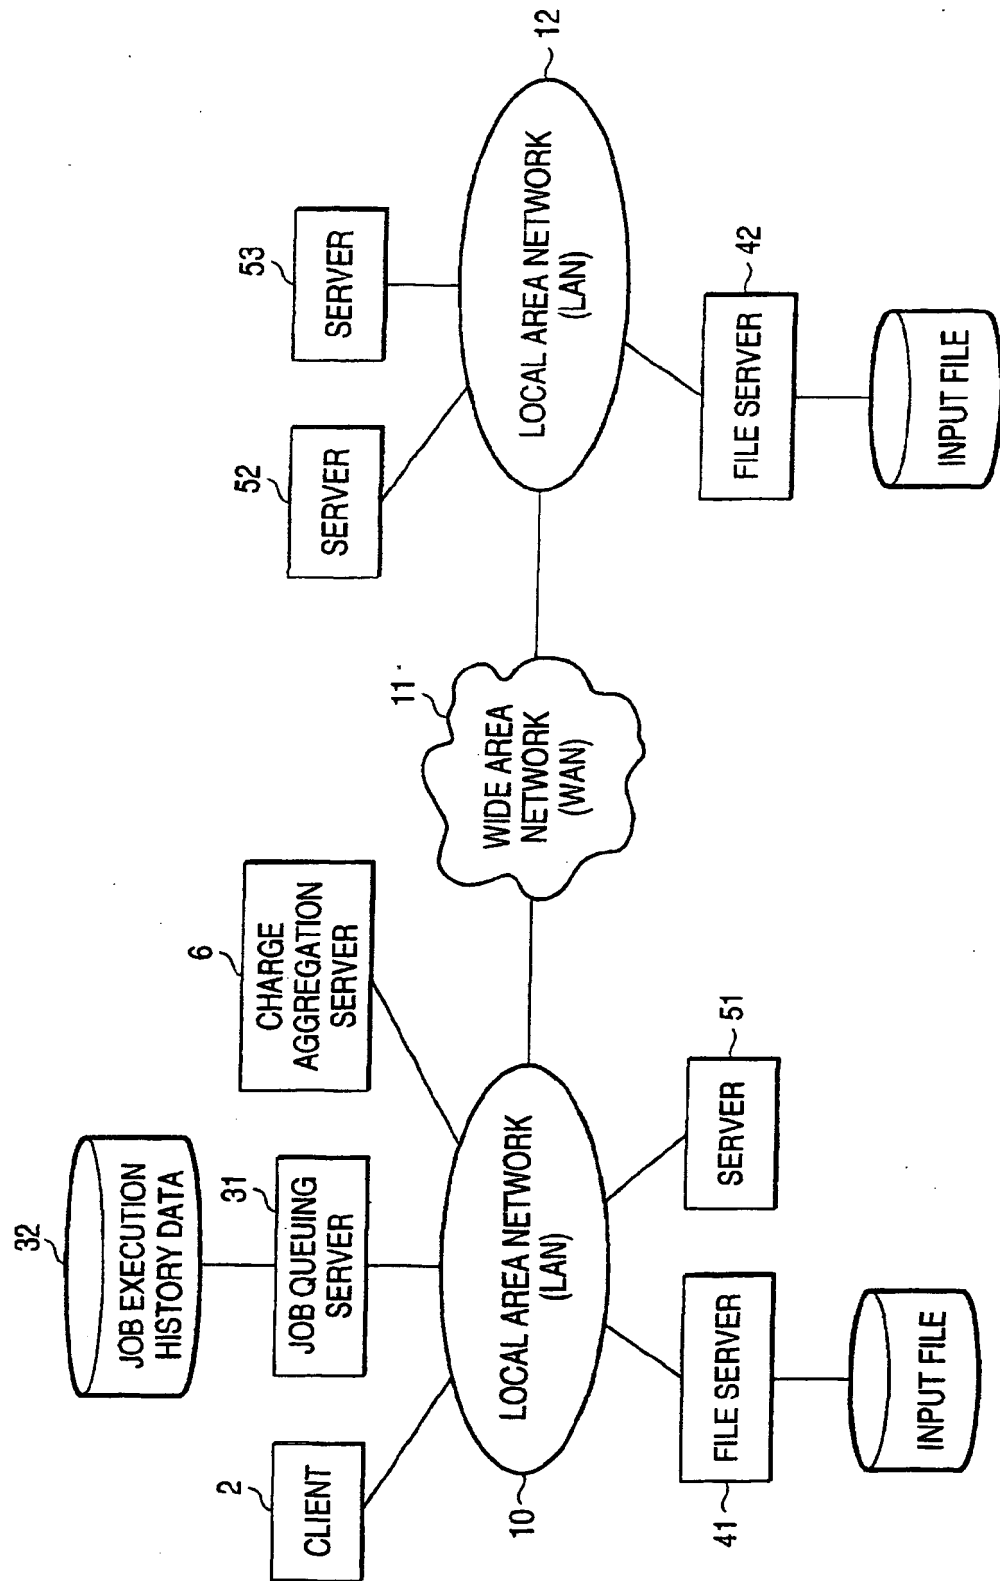 32
JOB EXECUTION
HISTORY DATA
2
CLIENT
31
JOB QUEUING
SERVER
6
CHARGE
AGGREGATION
SERVER
52
SERVER
53
SERVER
10
LOCAL AREA NETWORK
(LAN)
11
WIDE AREA
NETWORK
(WAN)
12
LOCAL AREA NETWORK
(LAN)
41
FILE SERVER
51
SERVER
42
FILE SERVER
INPUT FILE
INPUT FILE